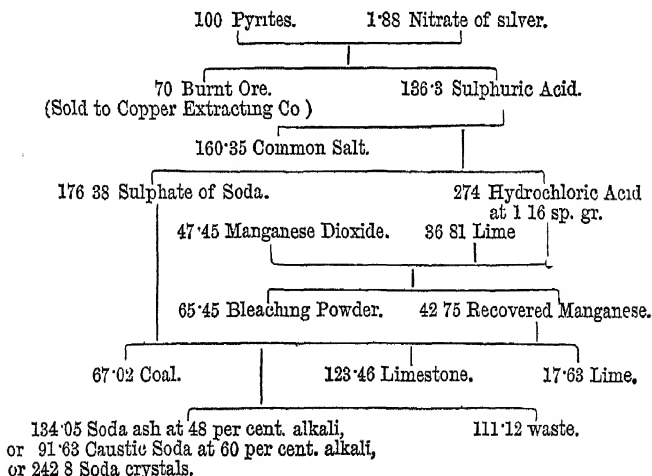 100 Pyrites. 1·88 Nitrate of silver.
70 Burnt Ore. 136·3 Sulphuric Acid.
(Sold to Copper Extracting Co )
160·35 Common Salt.
176 38 Sulphate of Soda. 274 Hydrochloric Acid
at 1 16 sp. gr.
47·45 Manganese Dioxide. 36 81 Lime
65·45 Bleaching Powder. 42 75 Recovered Manganese.
67·02 Coal. 123·46 Limestone. 17·63 Lime.
134·05 Soda ash at 48 per cent. alkali, 111·12 waste.
or 91·63 Caustic Soda at 60 per cent. alkali,
or 242 8 Soda crystals.